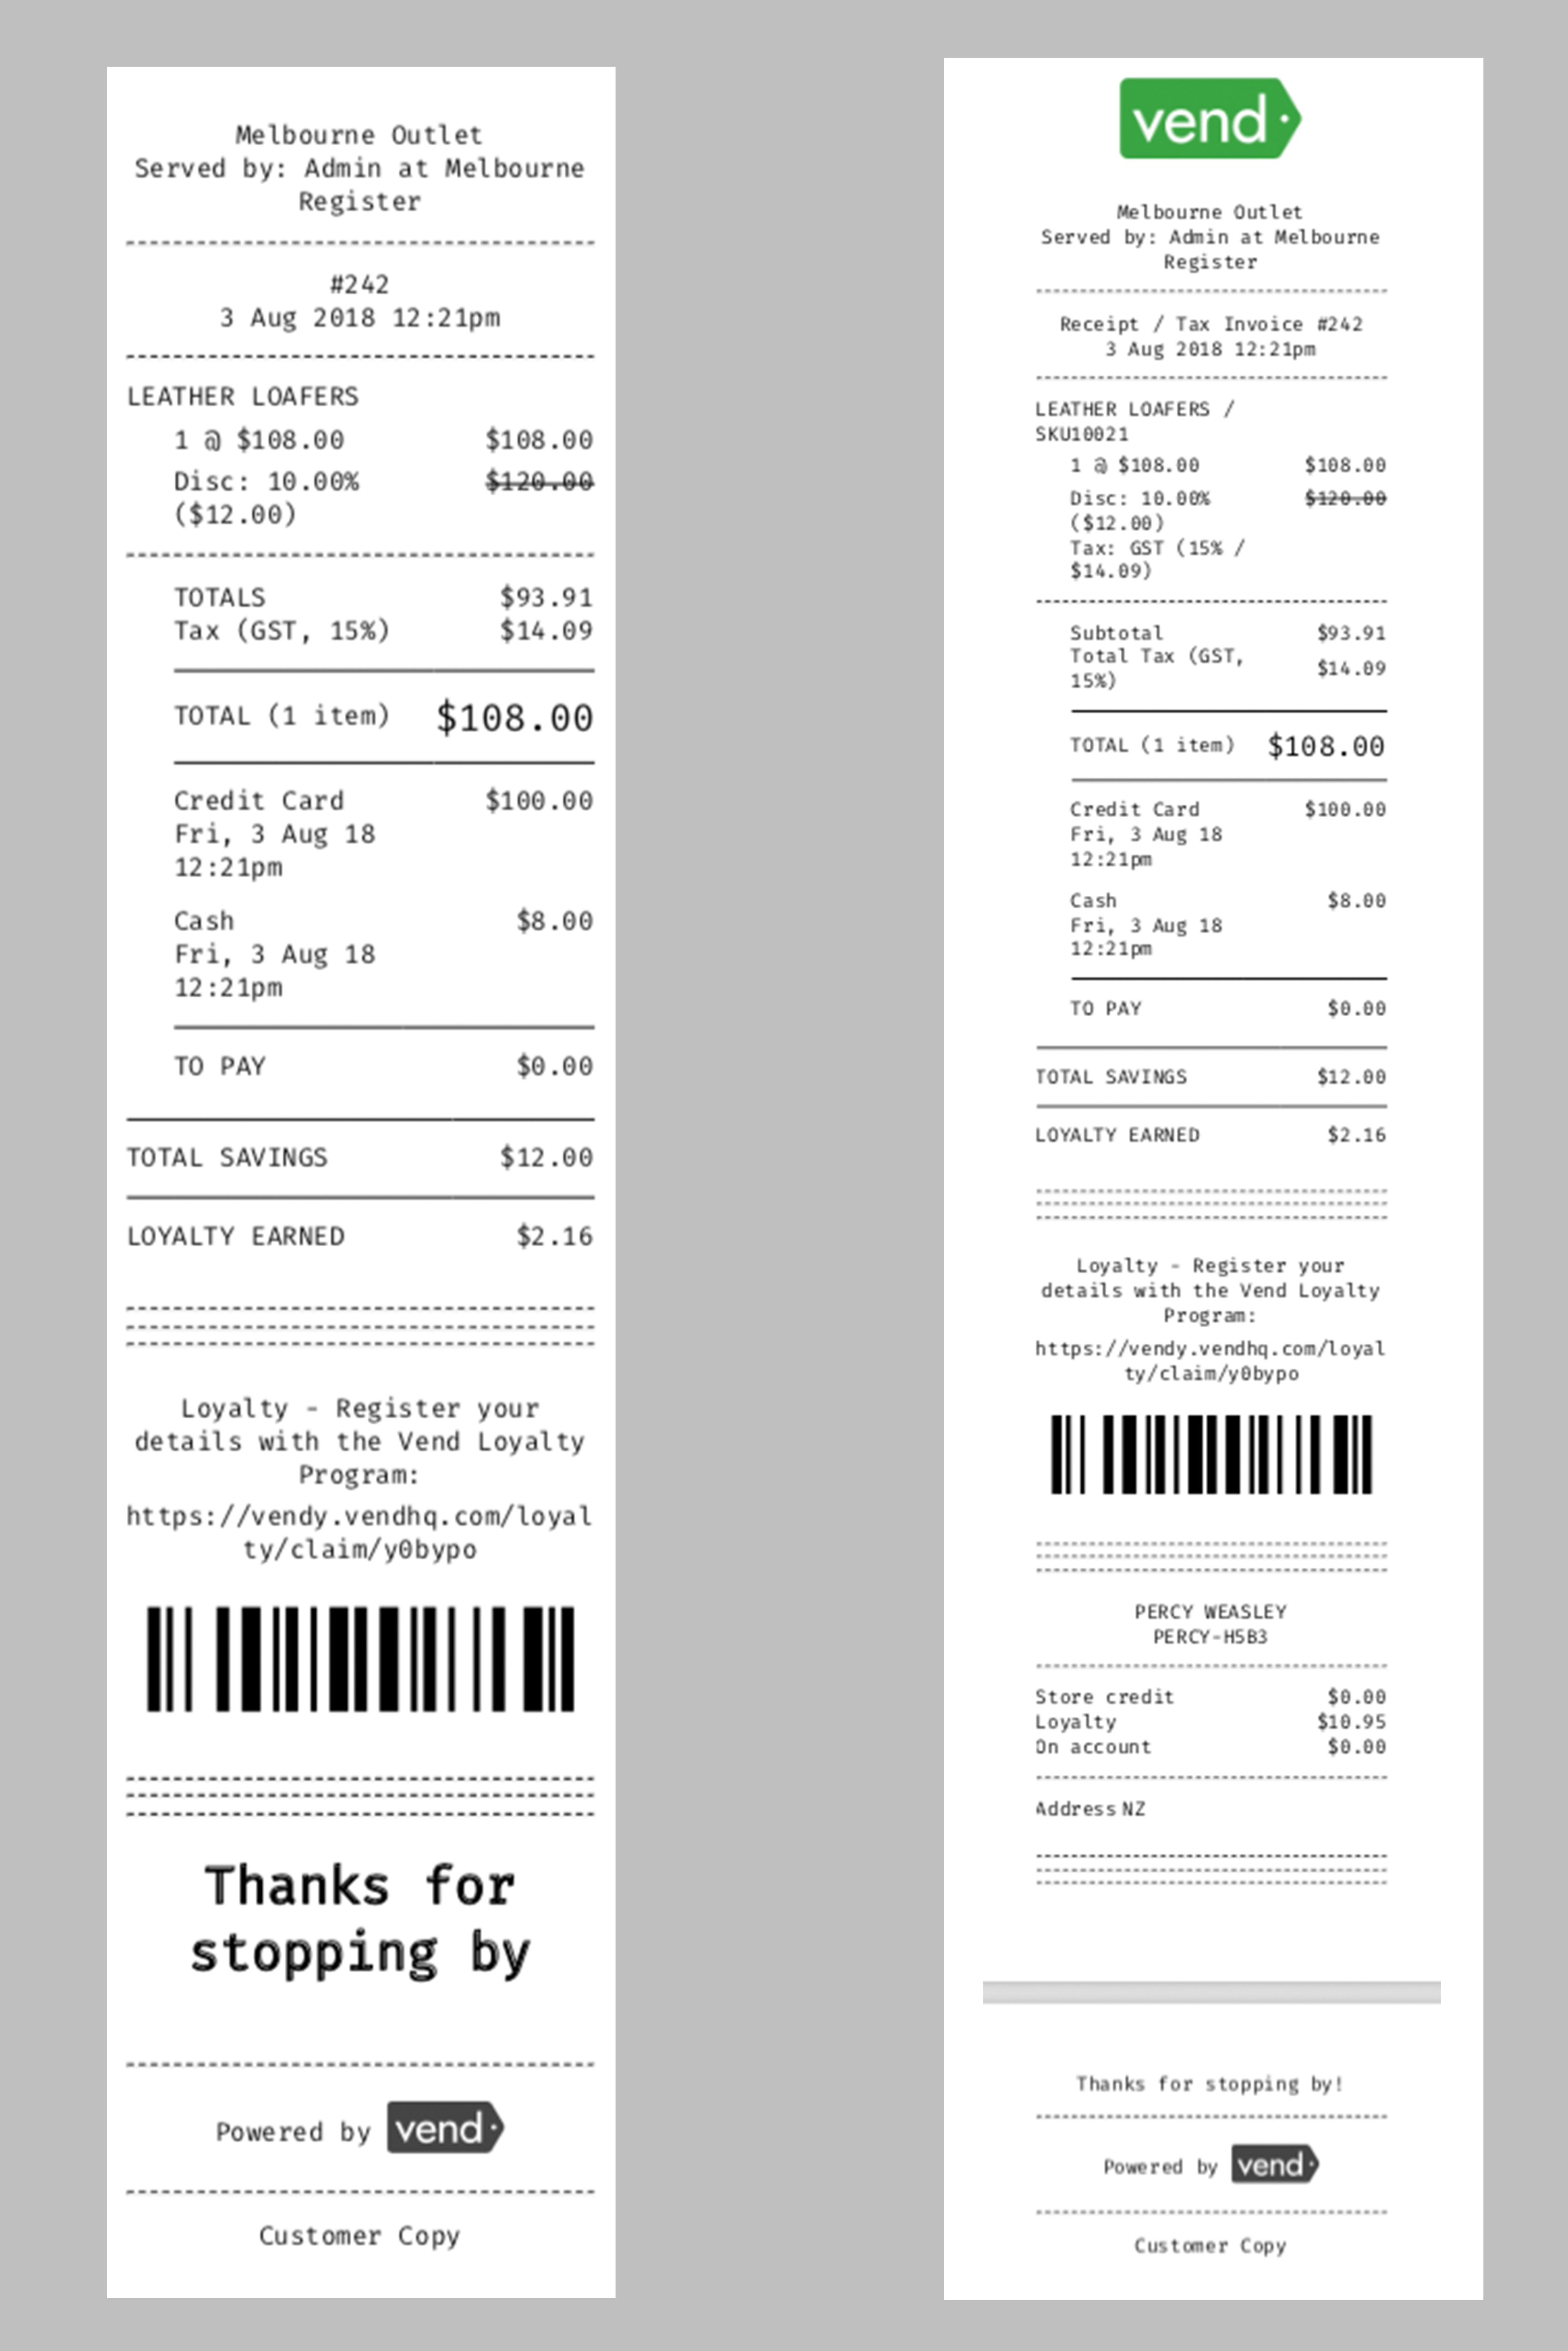 Melbourne Outlet
Served by: Admin at Melbourne
Register
#242
3 Aug 2018 12:21pm
LEATHER LOAFERS
1 @ $108.00 $108.00
Disc: 10.00% $120.00
($12.00)
TOTALS $93.91
Tax (GST, 15%) $14.09
TOTAL (1 item) $108.00
Credit Card $100.00
Fri, 3 Aug 18
12:21pm
Cash $8.00
Fri, 3 Aug 18
12:21pm
TO PAY $0.00
TOTAL SAVINGS $12.00
LOYALTY EARNED $2.16
Loyalty - Register your
details with the Vend Loyalty
Program:
https://vendy.vendhq.com/loyal
ty/claim/y0bypo
Thanks for
stopping by
Powered by vend
Customer Copy
vend
Melbourne Outlet
Served by: Admin at Melbourne
Register
Receipt / Tax Invoice #242
3 Aug 2018 12:21pm
LEATHER LOAFERS /
SKU10021
1 @ $108.00 $108.00
Disc: 10.00% $120.00
($12.00)
Tax: GST (15% /
$14.09)
Subtotal $93.91
Total Tax (GST,
15%) $14.09
TOTAL (1 item) $108.00
Credit Card $100.00
Fri, 3 Aug 18
12:21pm
Cash $8.00
Fri, 3 Aug 18
12:21pm
TO PAY $0.00
TOTAL SAVINGS $12.00
LOYALTY EARNED $2.16
Loyalty - Register your
details with the Vend Loyalty
Program:
https://vendy.vendhq.com/loyal
ty/claim/y0bypo
PERCY WEASLEY
PERCY-H5B3
Store credit $0.00
Loyalty $10.95
On account $0.00
Address NZ
Thanks for stopping by!
Powered by vend
Customer Copy